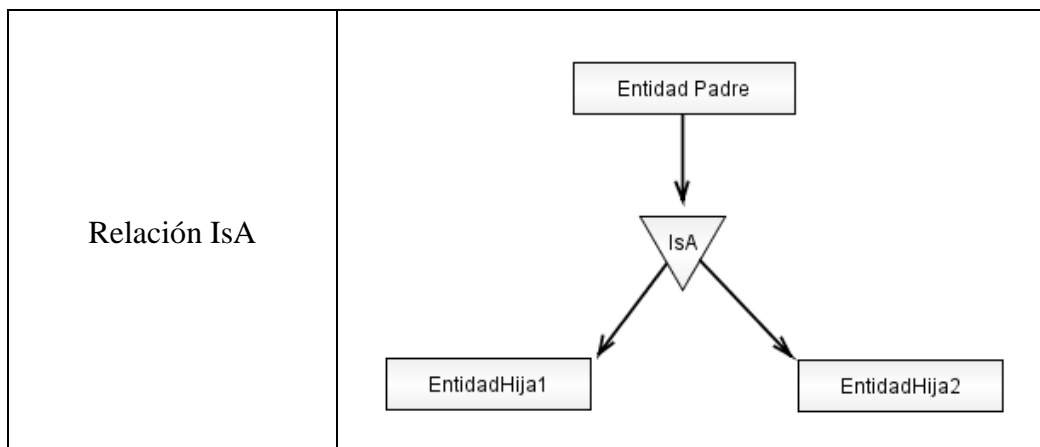 Relación IsA
Entidad Padre
IsA
EntidadHija1
EntidadHija2